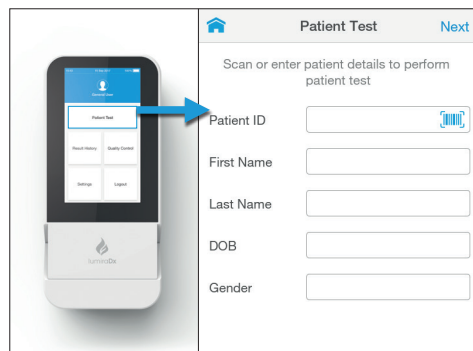 Patient Test
Result History
Quality Control
Settings
Logout
lumiraDx
Patient Test
Next
Scan or enter patient details to perform
patient test
Patient ID
First Name
Last Name
DOB
Gender